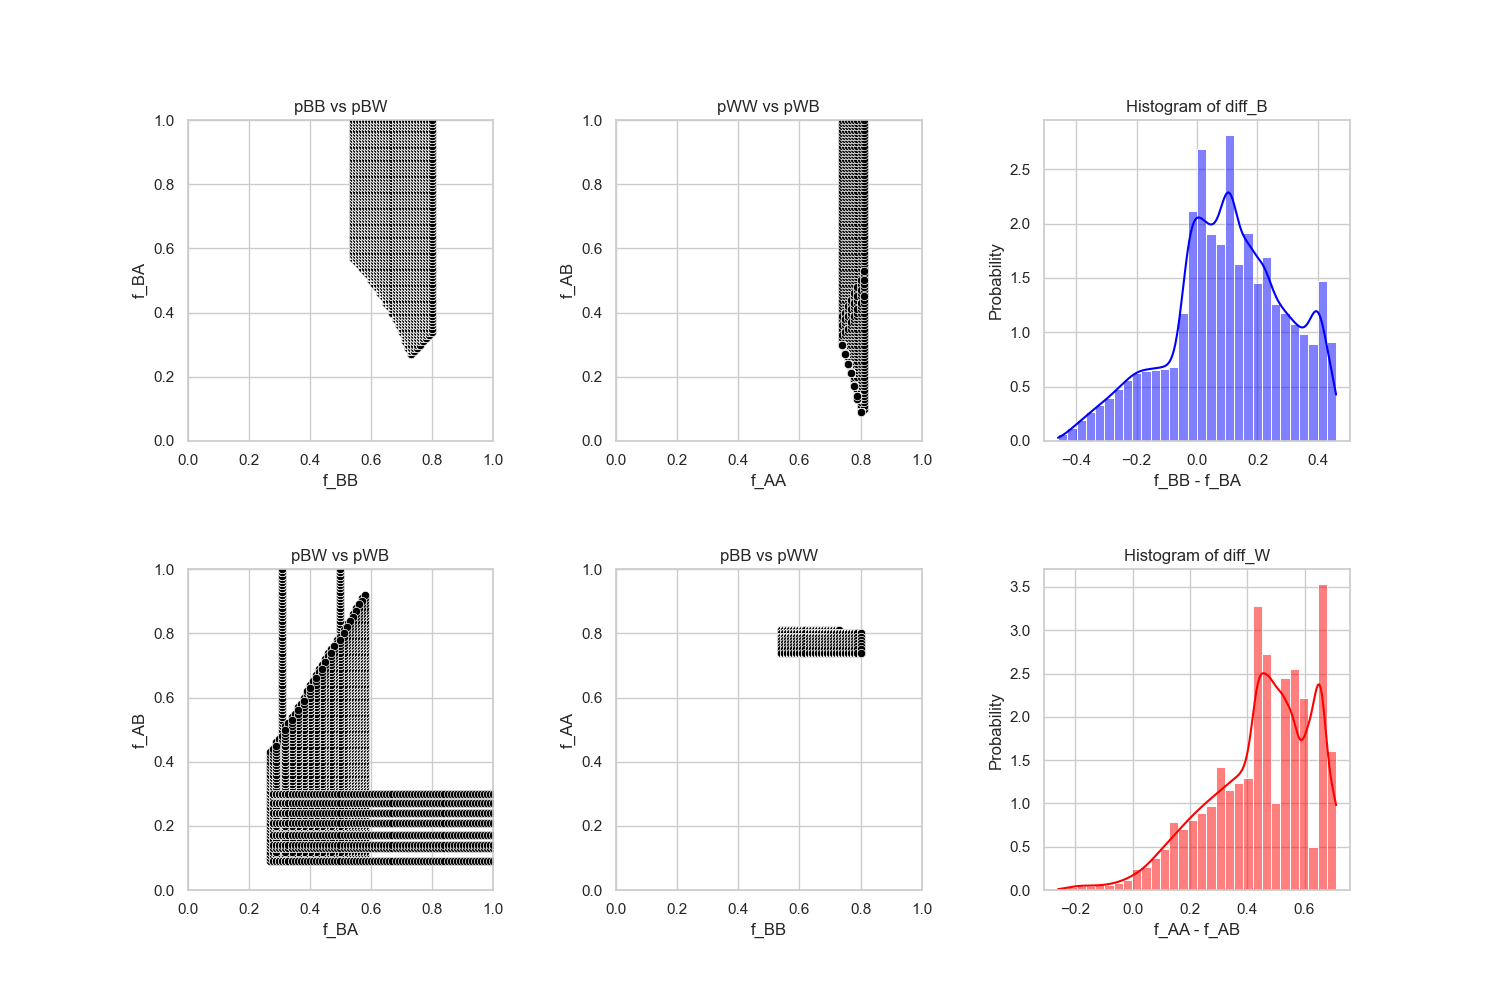 pBB vs pBW
1.0
0.8
0.6
0.4
0.2
0.0
f_BA
0.0 0.2 0.4 0.6 0.8 1.0
f_BB
pWW vs pWB
1.0
0.8
0.6
0.4
0.2
0.0
f_AB
0.0 0.2 0.4 0.6 0.8 1.0
f_AA
Histogram of diff_B
2.5
2.0
1.5
1.0
0.5
0.0
Probability
−0.4 −0.2 0.0 0.2 0.4
f_BB - f_BA
pBW vs pWB
1.0
0.8
0.6
0.4
0.2
0.0
f_AB
0.0 0.2 0.4 0.6 0.8 1.0
f_BA
pBB vs pWW
1.0
0.8
0.6
0.4
0.2
0.0
f_AA
0.0 0.2 0.4 0.6 0.8 1.0
f_BB
Histogram of diff_W
3.5
3.0
2.5
2.0
1.5
1.0
0.5
0.0
Probability
−0.2 0.0 0.2 0.4 0.6
f_AA - f_AB